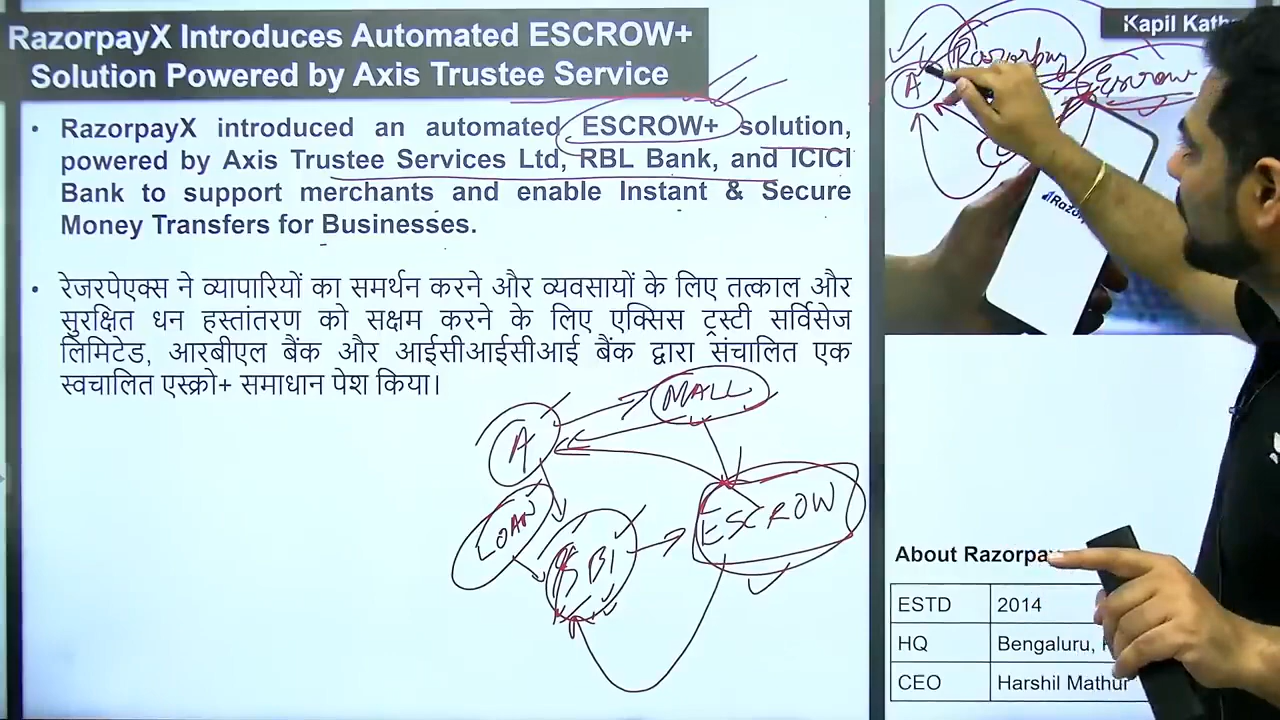 RazorpayX Introduces Automated ESCROW+
Solution Powered by Axis Trustee Service
• RazorpayX introduced an automated ESCROW+ solution,
powered by Axis Trustee Services Ltd, RBL Bank, and ICICI
Bank to support merchants and enable Instant & Secure
Money Transfers for Businesses.
• रेजरपेएक्स ने व्यापारियों का समर्थन करने और व्यवसायों के लिए तत्काल और
सुरक्षित धन हस्तांतरण को सक्षम करने के लिए एक्सिस ट्रस्टी सर्विसेज
लिमिटेड, आरबीएल बैंक और आईसीआईसीआई बैंक द्वारा संचालित एक
स्वचालित एस्क्रो+ समाधान पेश किया।
MALL
A
LOAN
SBI
ESCROW
Kapil
Razorpay
A
Escrow
About
ESTD 2014
HQ Bengaluru,
CEO Harshil Mathur